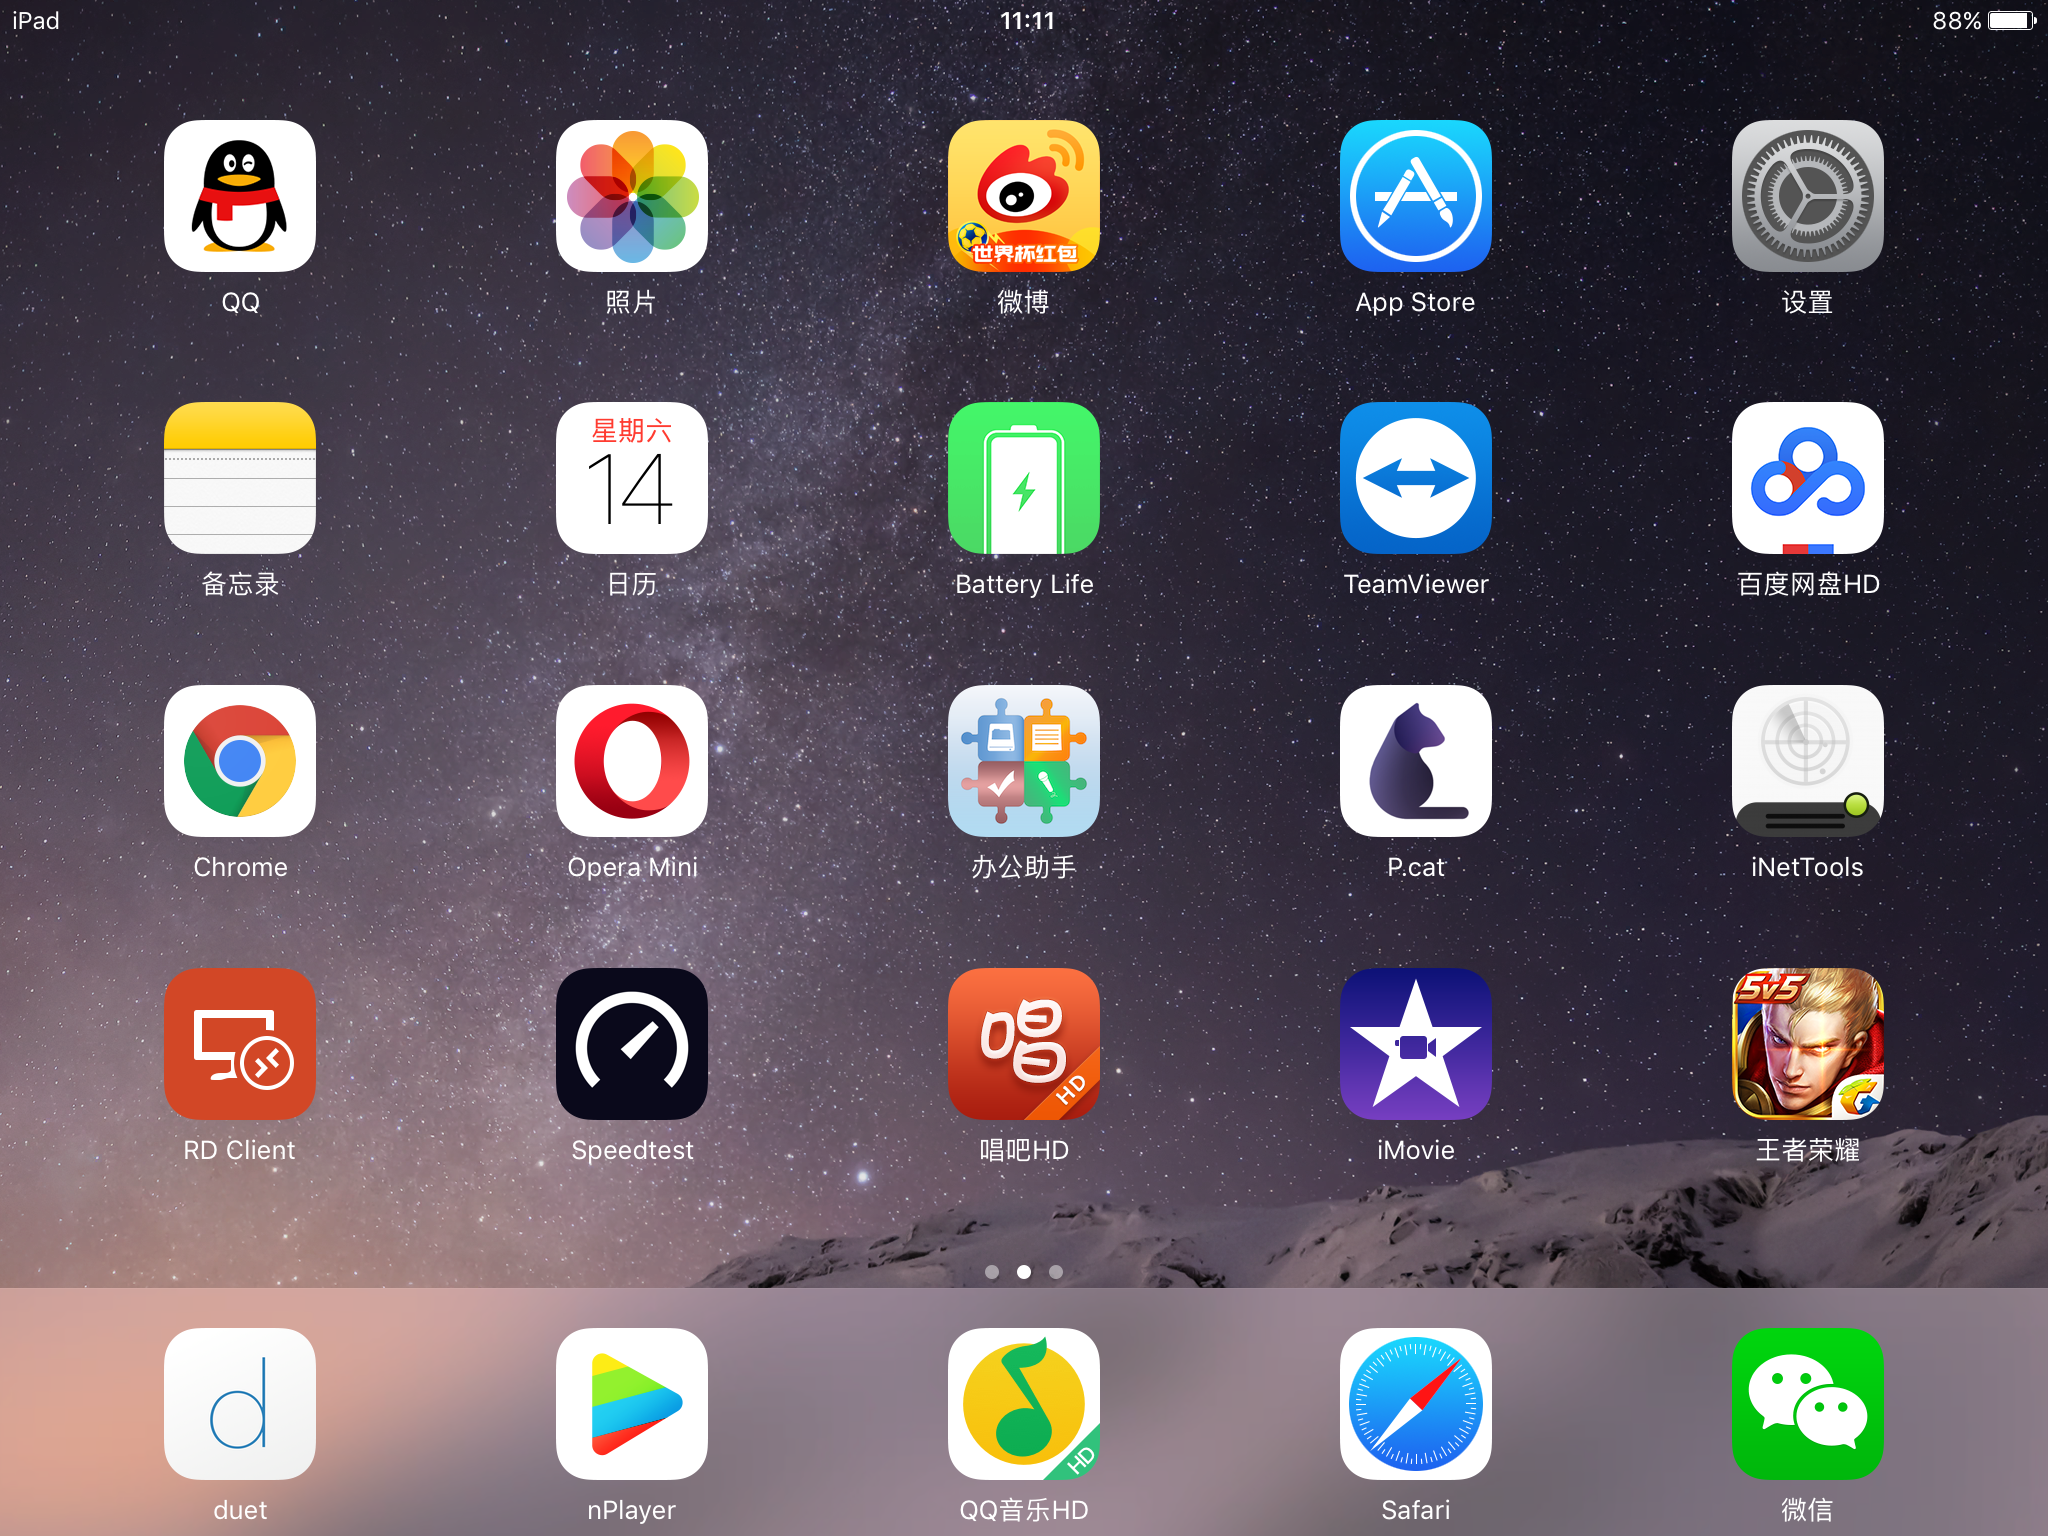 iPad 11:11 88%
世界杯红包
QQ 照片 微博 App Store 设置
星期六
14
备忘录 日历 Battery Life TeamViewer 百度网盘HD
Chrome Opera Mini 办公助手 P.cat iNetTools
5v5
唱
HD
RD Client Speedtest 唱吧HD iMovie 王者荣耀
d
HD
duet nPlayer QQ音乐HD Safari 微信